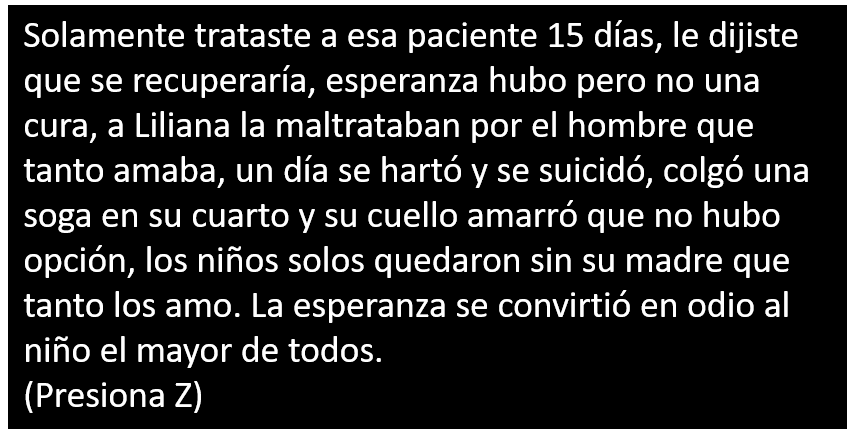 Solamente trataste a esa paciente 15 días, le dijiste
que se recuperaría, esperanza hubo pero no una
cura, a Liliana la maltrataban por el hombre que
tanto amaba, un día se hartó y se suicidó, colgó una
soga en su cuarto y su cuello amarró que no hubo
opción, los niños solos quedaron sin su madre que
tanto los amo. La esperanza se convirtió en odio al
niño el mayor de todos.
(Presiona Z)